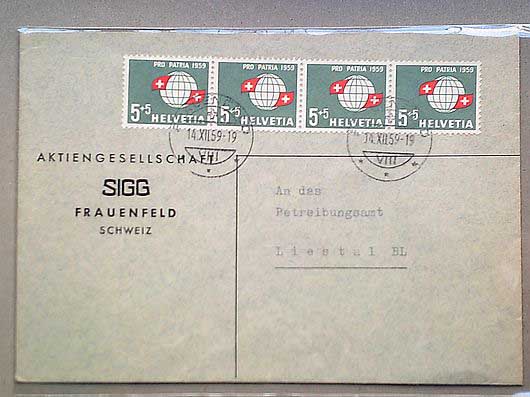 PRO PATRIA 1959 PRO PATRIA 1959 PRO PATRIA 1959 PRO PATRIA 1959
5+5 5+5 5+5 5+5
HELVETIA HELVETIA HELVETIA HELVETIA
14.XII.59-19 14.XII.59-19
VIII VIII
AKTIENGESELLSCHAFT
SIGG
FRAUENFELD
SCHWEIZ
An das
Betreibungsamt
Liestal BL